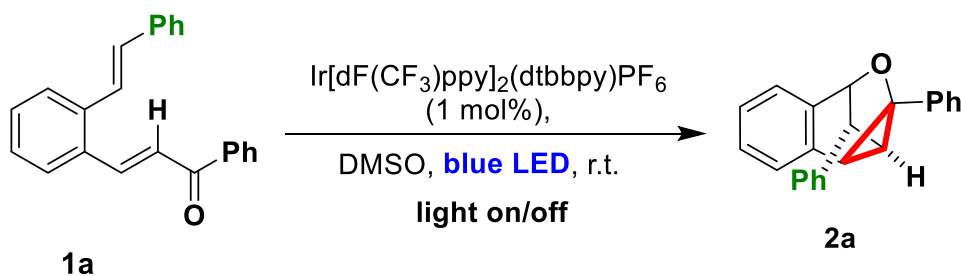 Ph
H
Ph
O
1a
Ir[dF(CF3)ppy]2(dtbbpy)PF6
(1 mol%),
DMSO, blue LED, r.t.
light on/off
O
Ph
Ph
H
2a